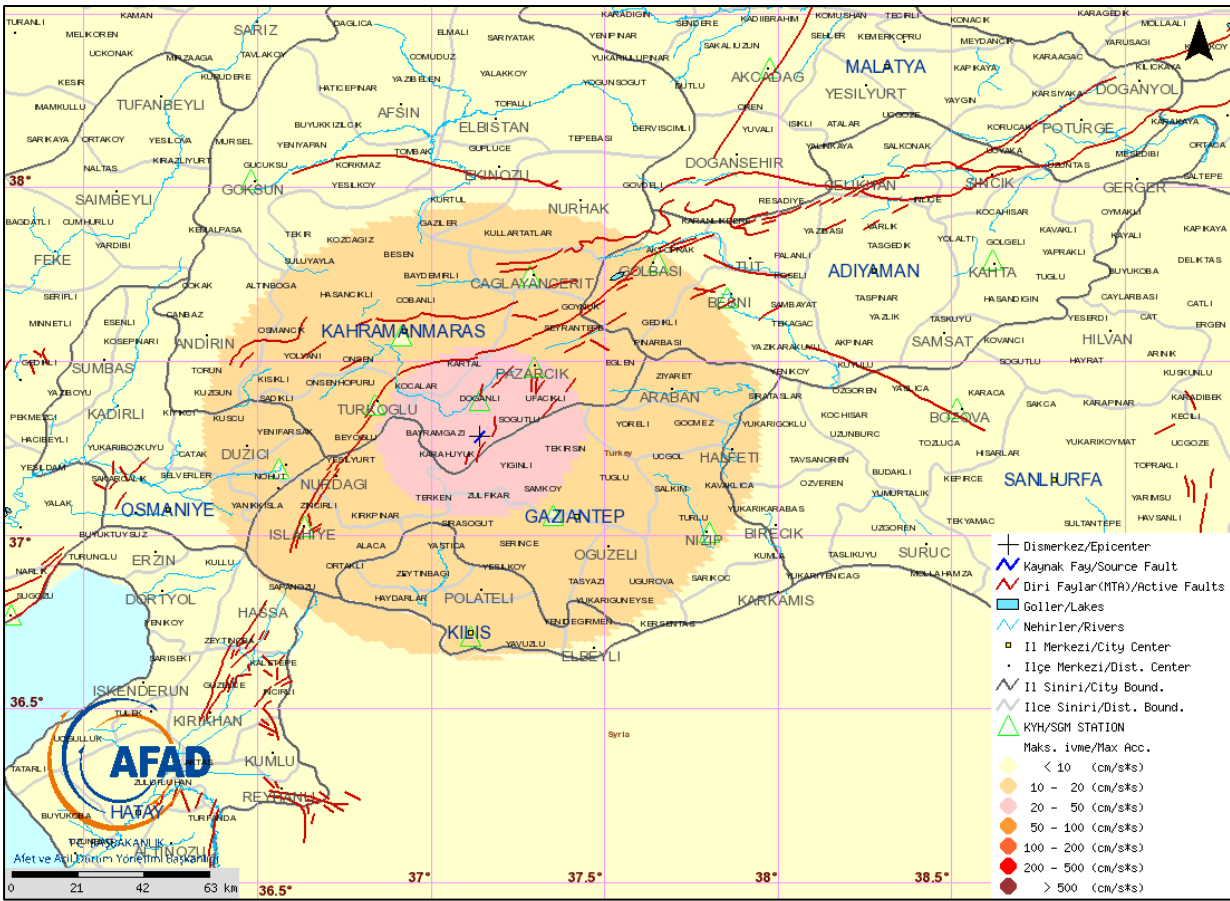 TURANLI
KAMAN
DAGLICA
ELMALI
KARADIGIN
SENDERE
KADIIBRAHIM
KOMUSHAN
TECIRLI
KARAGEDIK
MOLLAALI
MELIKOREN
SARIZ
SARIYATAK
YENIPINAR
SEHLER
KEMERKOPRU
KONACIK
UCKONAK
MIRZAAGA
TAVLAKOY
COMUDUZ
YUKARIULUPINAR
SAKALIUZUN
MEYDANCIK
YARUSAGI
KESIR
KURUDERE
YAZIBELEN
YALAKKOY
AKCADAG
MALATYA
KAPIKAYA
KARAAGAC
KILICKAYA
IMAMKULLU
TUFANBEYLI
HATICEPINAR
YOGUNSOGUT
YESILYURT
YAYGIN
KARSIYAKA
DOGANYOL
AFSIN
TOPALLI
OREN
BUYUKKIZILCIK
ELBISTAN
DERVISCIMLI
YUVALI
ISIKLI
ATALAR
UCGOZE
KORUCAK
POTURGE
KARAKAYA
SARIKAYA
ORTAKOY
YESILOVA
MURSEL
YENIYAPAN
TOMBAK
GUPLUCE
TEPEBASI
YALINKAYA
SALKONAK
MESEDIBI
ORTACA
NALTAS
KIRAZLIYURT
GUCUKSU
KORKMAZ
EKINOZU
DOGANSEHIR
UZUNTAS
SALTEPE
38°
GOKSUN
YESILKOY
GOVDELI
CELIKHAN
SINCIK
GERGER
SAIMBEYLI
KURTUL
NURHAK
RESADIYE
BAGDATLI
CUMHURLU
GAZILER
KOCAHISAR
OYMAKLI
KEMALPASA
TEKIR
KOZCAGIZ
KULLARTATLAR
YAZIBASI
VARLIK
KAVAKLI
KAYALI
KAPIKAYA
YARDIBI
BESEN
TASGEDIK
YOLALTI
GOLGELI
FEKE
SULUYAYLA
BAYDEMIRLI
GOLBASI
TUT
PALANLI
YAPRAKLI
DELIKTAS
COKAK
ALTINBOGA
CAGLAYANCERIT
KOSELI
ADIYAMAN
KAHTA
TUGLU
BUYUKOBA
SERIFLI
HASANCIKLI
COBANLI
GOYNUK
BESNI
SAMBAYAT
TASPINAR
HASANDIGIN
CAYLARBASI
CATLI
MINNETLI
ESENLI
CANBAZ
OSMANCIK
KAHRAMANMARAS
SEYRANTEPE
GEDIKLI
TEKAGAC
YAZLIK
TASKUYU
YESERDI
CAT
ERGEN
KOSEPINARI
ANDIRIN
PINARBASI
YAZIKARAKUYU
AKPINAR
SAMSAT
KOVANCI
HILVAN
GEDIKLI
SUMBAS
YOLYANI
ONSEN
KARTAL
EGLEN
KUYULU
SOGUTLU
HAYRAT
ARINIK
TORUN
KISIKLI
ONSENHOPURU
KOCALAR
PAZARCIK
ZIYARET
YENIKOY
KUSKUNLU
YAZIBOYU
KUZGUN
SADIKLI
DOGANLI
UFACIKLI
ARABAN
SIRATASLAR
OZGOREN
YASLICA
KARACA
KARADIBEK
PEKMEZCI
KADIRLI
KIYIKCI
KUSCU
TURKOGLU
SOGUTLU
KOCHISAR
BOZOVA
SAKCA
KARAPINAR
KECILI
HACIBEYLI
YUKARIBOZKUYU
YENIFARSAK
BEYOGLU
BAYRAMGAZI
YORELI
GOCMEZ
YUKARIGOKLU
UZUNBURC
TOZLUCA
YUKARIKOYMAT
UCGOZE
CATAK
DUZICI
KARAHUYUK
TEKIRSIN
Turkey
HALFETI
HISARLAR
YESILDAM
YESILYURT
YIGINLI
UCGOL
TAVSANOREN
SAKARCALIK
SELVERLER
NOHUT
NURDAGI
TUGLU
BUDAKLI
KEPIRCE
SANLIURFA
TOPRAKLI
YALAK
OSMANIYE
YANIKKISLA
ZINCIRLI
TERKEN
ZULFIKAR
SAMKOY
SALKIM
KAVAKLICA
OZVEREN
YUMURTALIK
YARIMSU
ISLAHIYE
KIRKPINAR
SIRASOGUT
GAZIANTEP
TURLU
YUKARIKARABAS
UZGOREN
TEKYAMAC
SULTANTEPE
HAVSANLI
37°
BUYUKTUYSUZ
SERINCE
NIZIP
BIRECIK
TURUNCLU
ERZIN
KULLU
ALACA
YASTICA
OGUZELI
KUMLA
TASLIKUYU
SURUC
NARLIK
ORTAKLI
ZEYTINBAGI
YESILKOY
TASYAZI
UGUROVA
SARIKOC
YUKARIYENICAG
MOLLAHAMZA
SUGOZU
DORTYOL
SAPANOZU
HASSA
HAYDARLAR
POLATELI
YUKARIGUNEYSE
KARKAMIS
YENIKOY
KILIS
YENIDEGIRMEN
KERSENTAS
ZEYTINOBA
YAVUZLU
ELBEYLI
SARISEKI
KALETEPE
ISKENDERUN
GUZELCE
INCIRLI
36.5°
KIRIKHAN
Syria
AFAD
KUMLU
TATARLI
AKTAS
REYHANLI
BUYUKOBA
HATAY
TURFANDA
T.C. BASBAKANLIK
Afet ve Acil Durum Yönetimi Başkanlığı
ALTINOZU
0 21 42 63 km
36.5° 37° 37.5° 38° 38.5°
Dismerkez/Epicenter
Kaynak Fay/Source Fault
Diri Faylar(MTA)/Active Faults
Goller/Lakes
Nehirler/Rivers
Il Merkezi/City Center
Ilçe Merkezi/Dist. Center
Il Siniri/City Bound.
Ilce Siniri/Dist. Bound.
KYH/SGM STATION
Maks. ivme/Max Acc.
< 10 (cm/s*s)
10 - 20 (cm/s*s)
20 - 50 (cm/s*s)
50 - 100 (cm/s*s)
100 - 200 (cm/s*s)
200 - 500 (cm/s*s)
> 500 (cm/s*s)